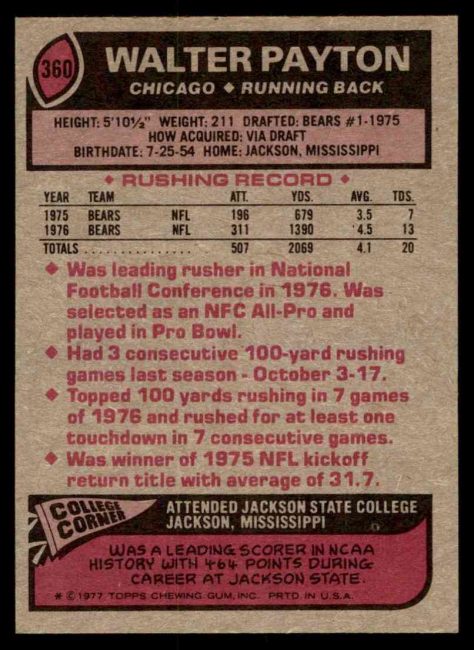 360
WALTER PAYTON
CHICAGO ◆ RUNNING BACK
HEIGHT: 5'10½" WEIGHT: 211 DRAFTED: BEARS #1-1975
HOW ACQUIRED: VIA DRAFT
BIRTHDATE: 7-25-54 HOME: JACKSON, MISSISSIPPI
◆ RUSHING RECORD ◆
YEAR TEAM ATT. YDS. AVG. TDS.
1975 BEARS NFL 196 679 3.5 7
1976 BEARS NFL 311 1390 4.5 13
TOTALS ................ 507 2069 4.1 20
◆ Was leading rusher in National
Football Conference in 1976. Was
selected as an NFC All-Pro and
played in Pro Bowl.
◆ Had 3 consecutive 100-yard rushing
games last season - October 3-17.
◆ Topped 100 yards rushing in 7 games
of 1976 and rushed for at least one
touchdown in 7 consecutive games.
◆ Was winner of 1975 NFL kickoff
return title with average of 31.7.
COLLEGE
CORNER
ATTENDED JACKSON STATE COLLEGE
JACKSON, MISSISSIPPI
WAS A LEADING SCORER IN NCAA
HISTORY WITH 464 POINTS DURING
CAREER AT JACKSON STATE.
* © 1977 TOPPS CHEWING GUM, INC. PRTD. IN U.S.A.